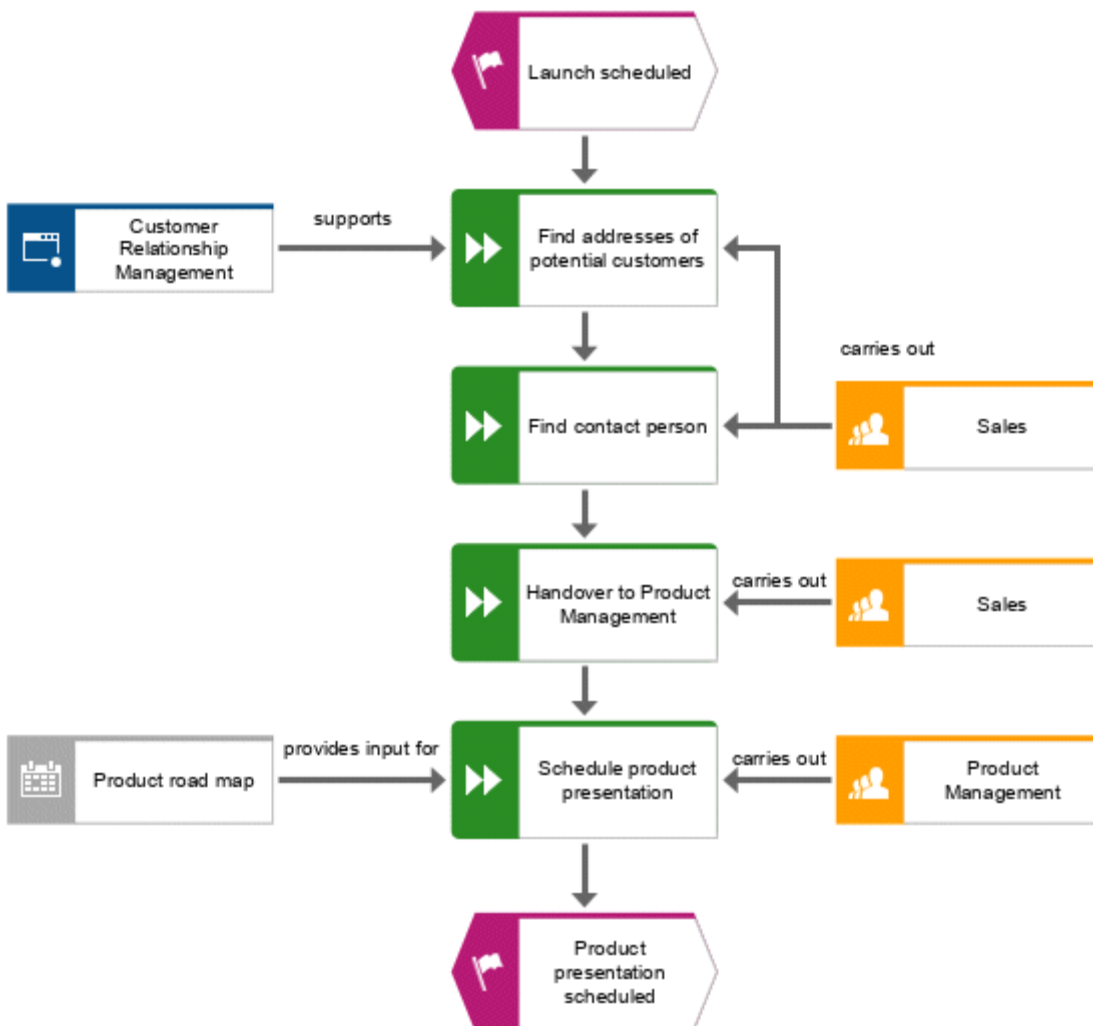 Launch scheduled
Customer
Relationship
Management
supports
Find addresses of
potential customers
carries out
Find contact person
Sales
Handover to Product
Management
carries out
Sales
Product road map
provides input for
Schedule product
presentation
carries out
Product
Management
Product
presentation
scheduled